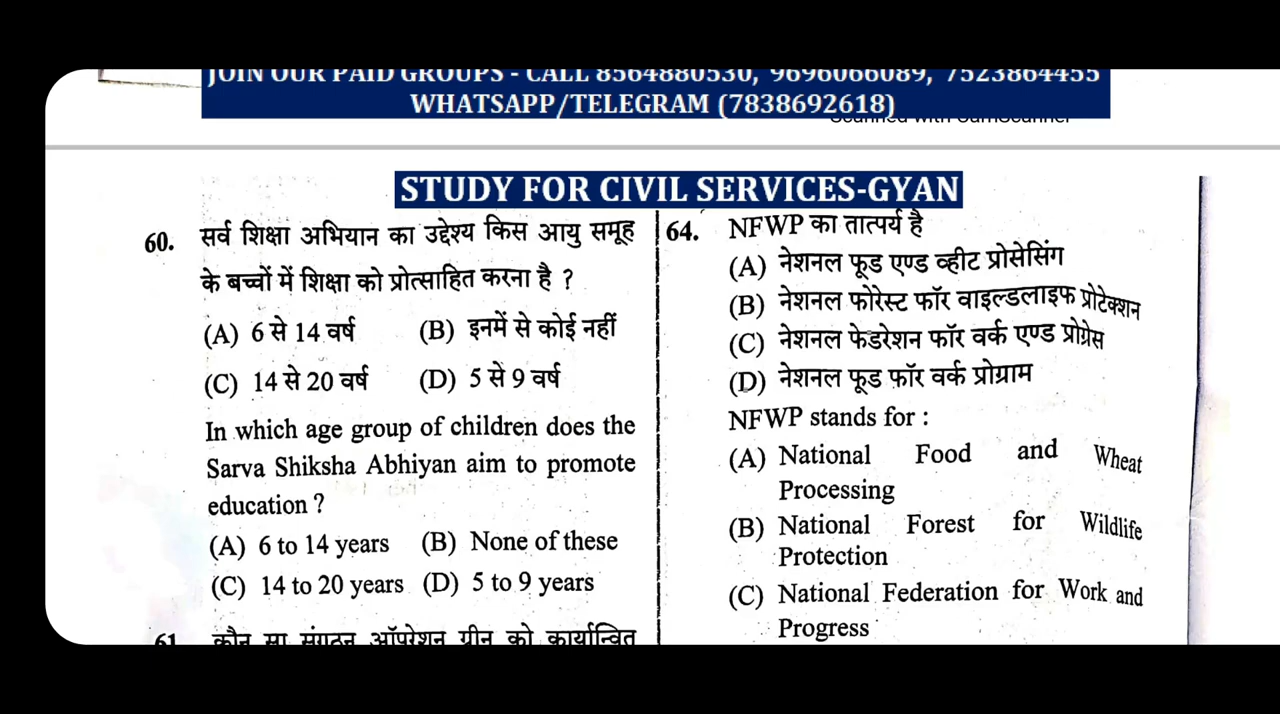 JOIN OUR PAID GROUPS - CALL 8564880530, 9696066089, 7523864455
WHATSAPP/TELEGRAM (7838692618)
STUDY FOR CIVIL SERVICES-GYAN
60. सर्व शिक्षा अभियान का उद्देश्य किस आयु समूह
के बच्चों में शिक्षा को प्रोत्साहित करना है ?
(A) 6 से 14 वर्ष (B) इनमें से कोई नहीं
(C) 14 से 20 वर्ष (D) 5 से 9 वर्ष
In which age group of children does the
Sarva Shiksha Abhiyan aim to promote
education ?
(A) 6 to 14 years (B) None of these
(C) 14 to 20 years (D) 5 to 9 years
61. कौन सा संगठन ऑपरेशन ग्रीन को कार्यान्वित
64. NFWP का तात्पर्य है
(A) नेशनल फूड एण्ड व्हीट प्रोसेसिंग
(B) नेशनल फोरेस्ट फॉर वाइल्डलाइफ प्रोटेक्शन
(C) नेशनल फेडरेशन फॉर वर्क एण्ड प्रोग्रेस
(D) नेशनल फूड फॉर वर्क प्रोग्राम
NFWP stands for :
(A) National Food and Wheat
Processing
(B) National Forest for Wildlife
Protection
(C) National Federation for Work and
Progress